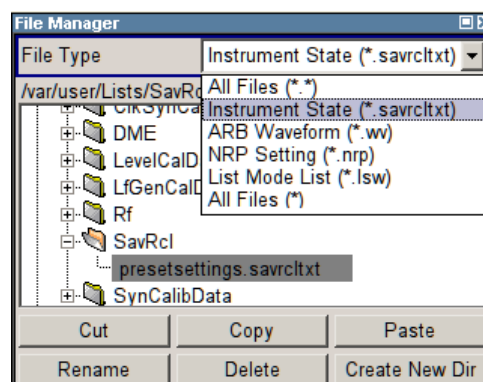 File Manager
File Type Instrument State (*.savrcltxt)
/var/user/Lists/SavRc
All Files (*.*)
Instrument State (*.savrcltxt)
ARB Waveform (*.wv)
NRP Setting (*.nrp)
List Mode List (*.lsw)
All Files (*)
DME
LevelCalD
LfGenCalD
Rf
SavRcl
presetsettings.savrcltxt
SynCalibData
Cut Copy Paste
Rename Delete Create New Dir